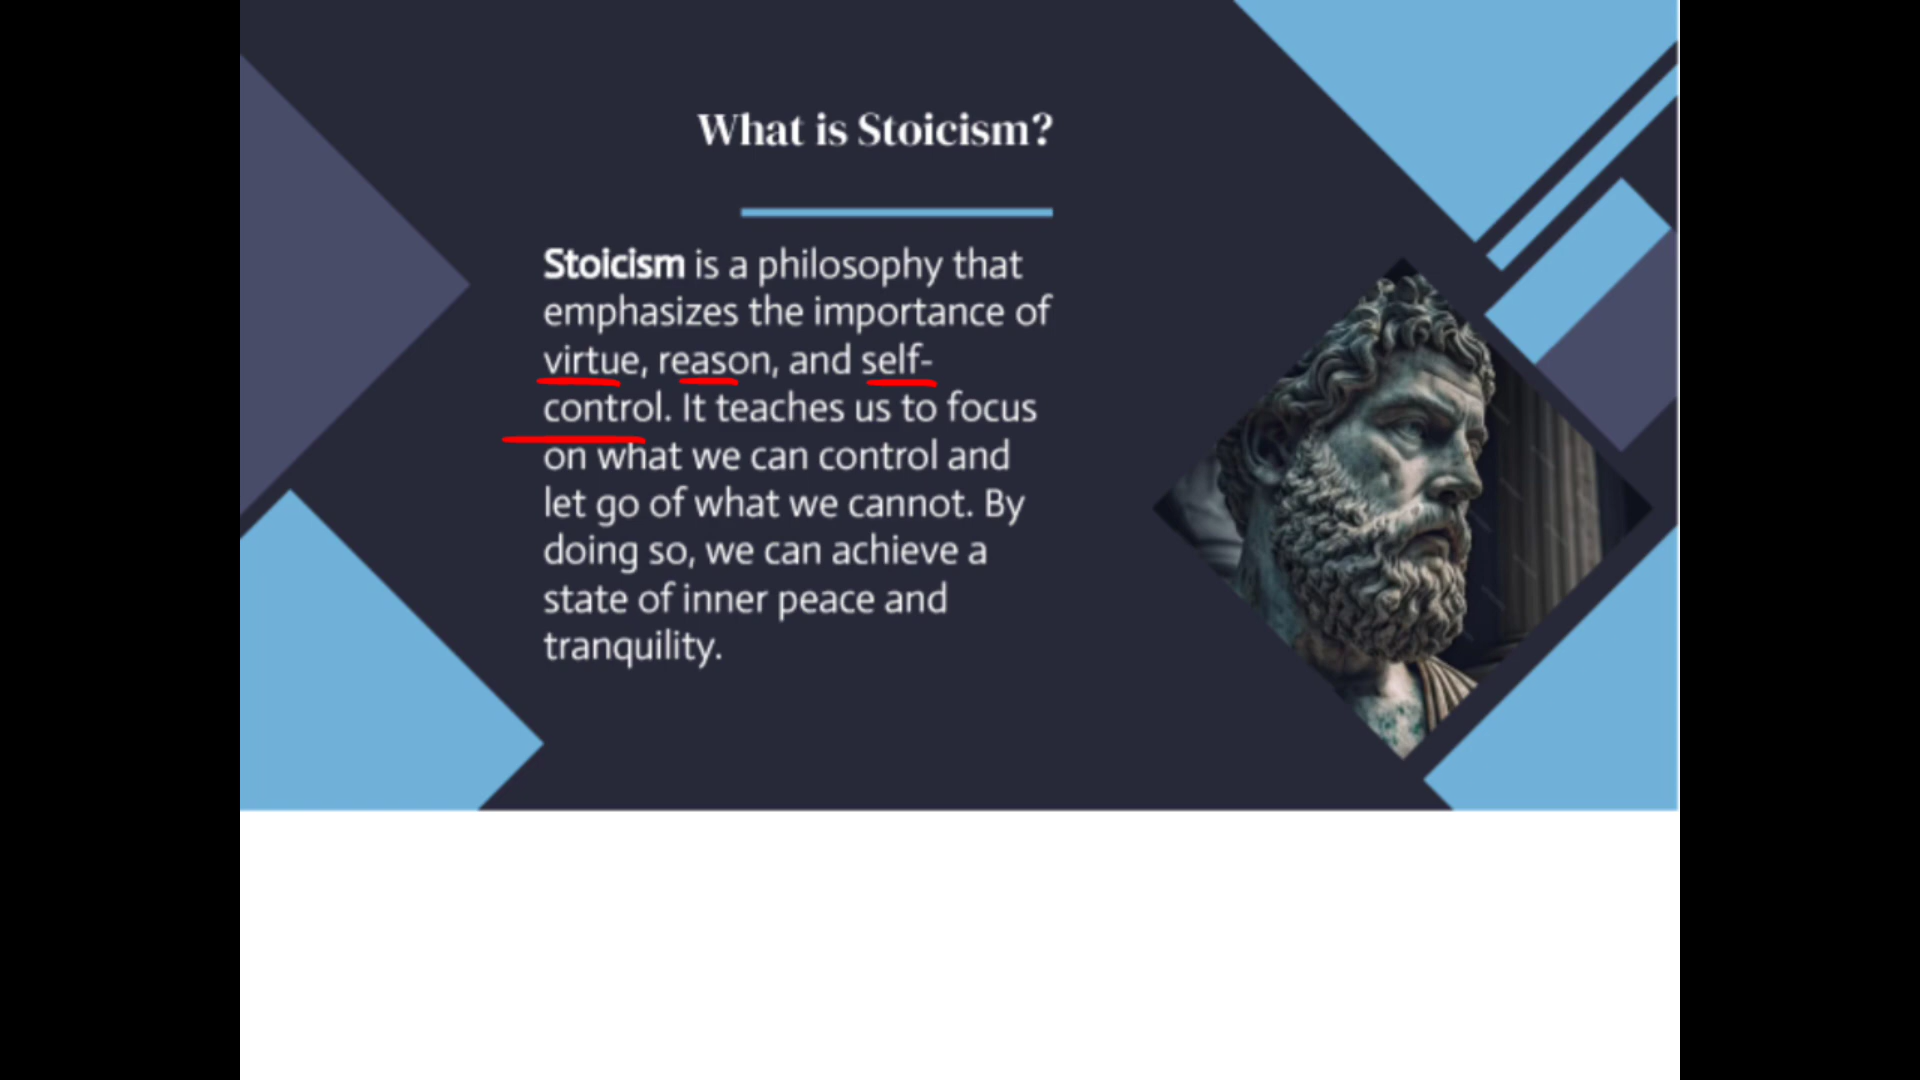 What is Stoicism?
Stoicism is a philosophy that
emphasizes the importance of
virtue, reason, and self-
control. It teaches us to focus
on what we can control and
let go of what we cannot. By
doing so, we can achieve a
state of inner peace and
tranquility.